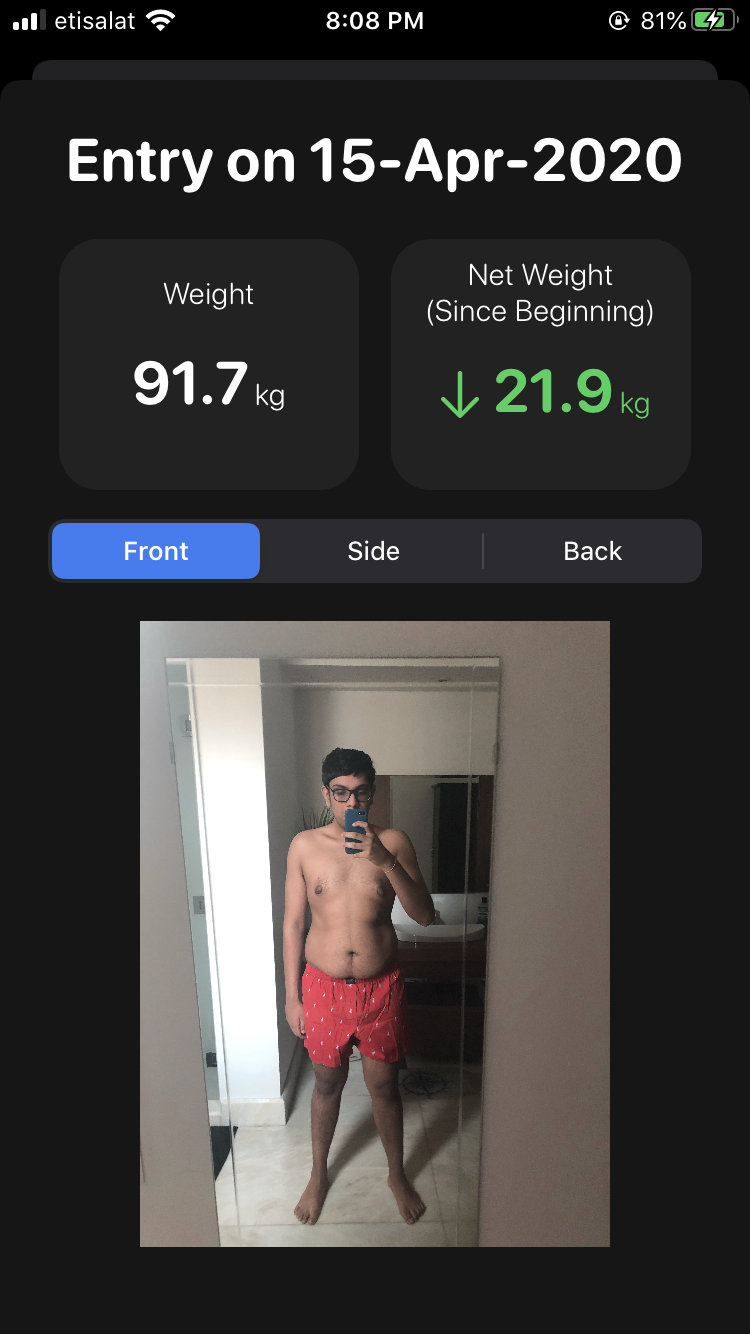 etisalat 8:08 PM 81%
Entry on 15-Apr-2020
Weight
91.7 kg
Net Weight
(Since Beginning)
↓ 21.9 kg
Front Side Back